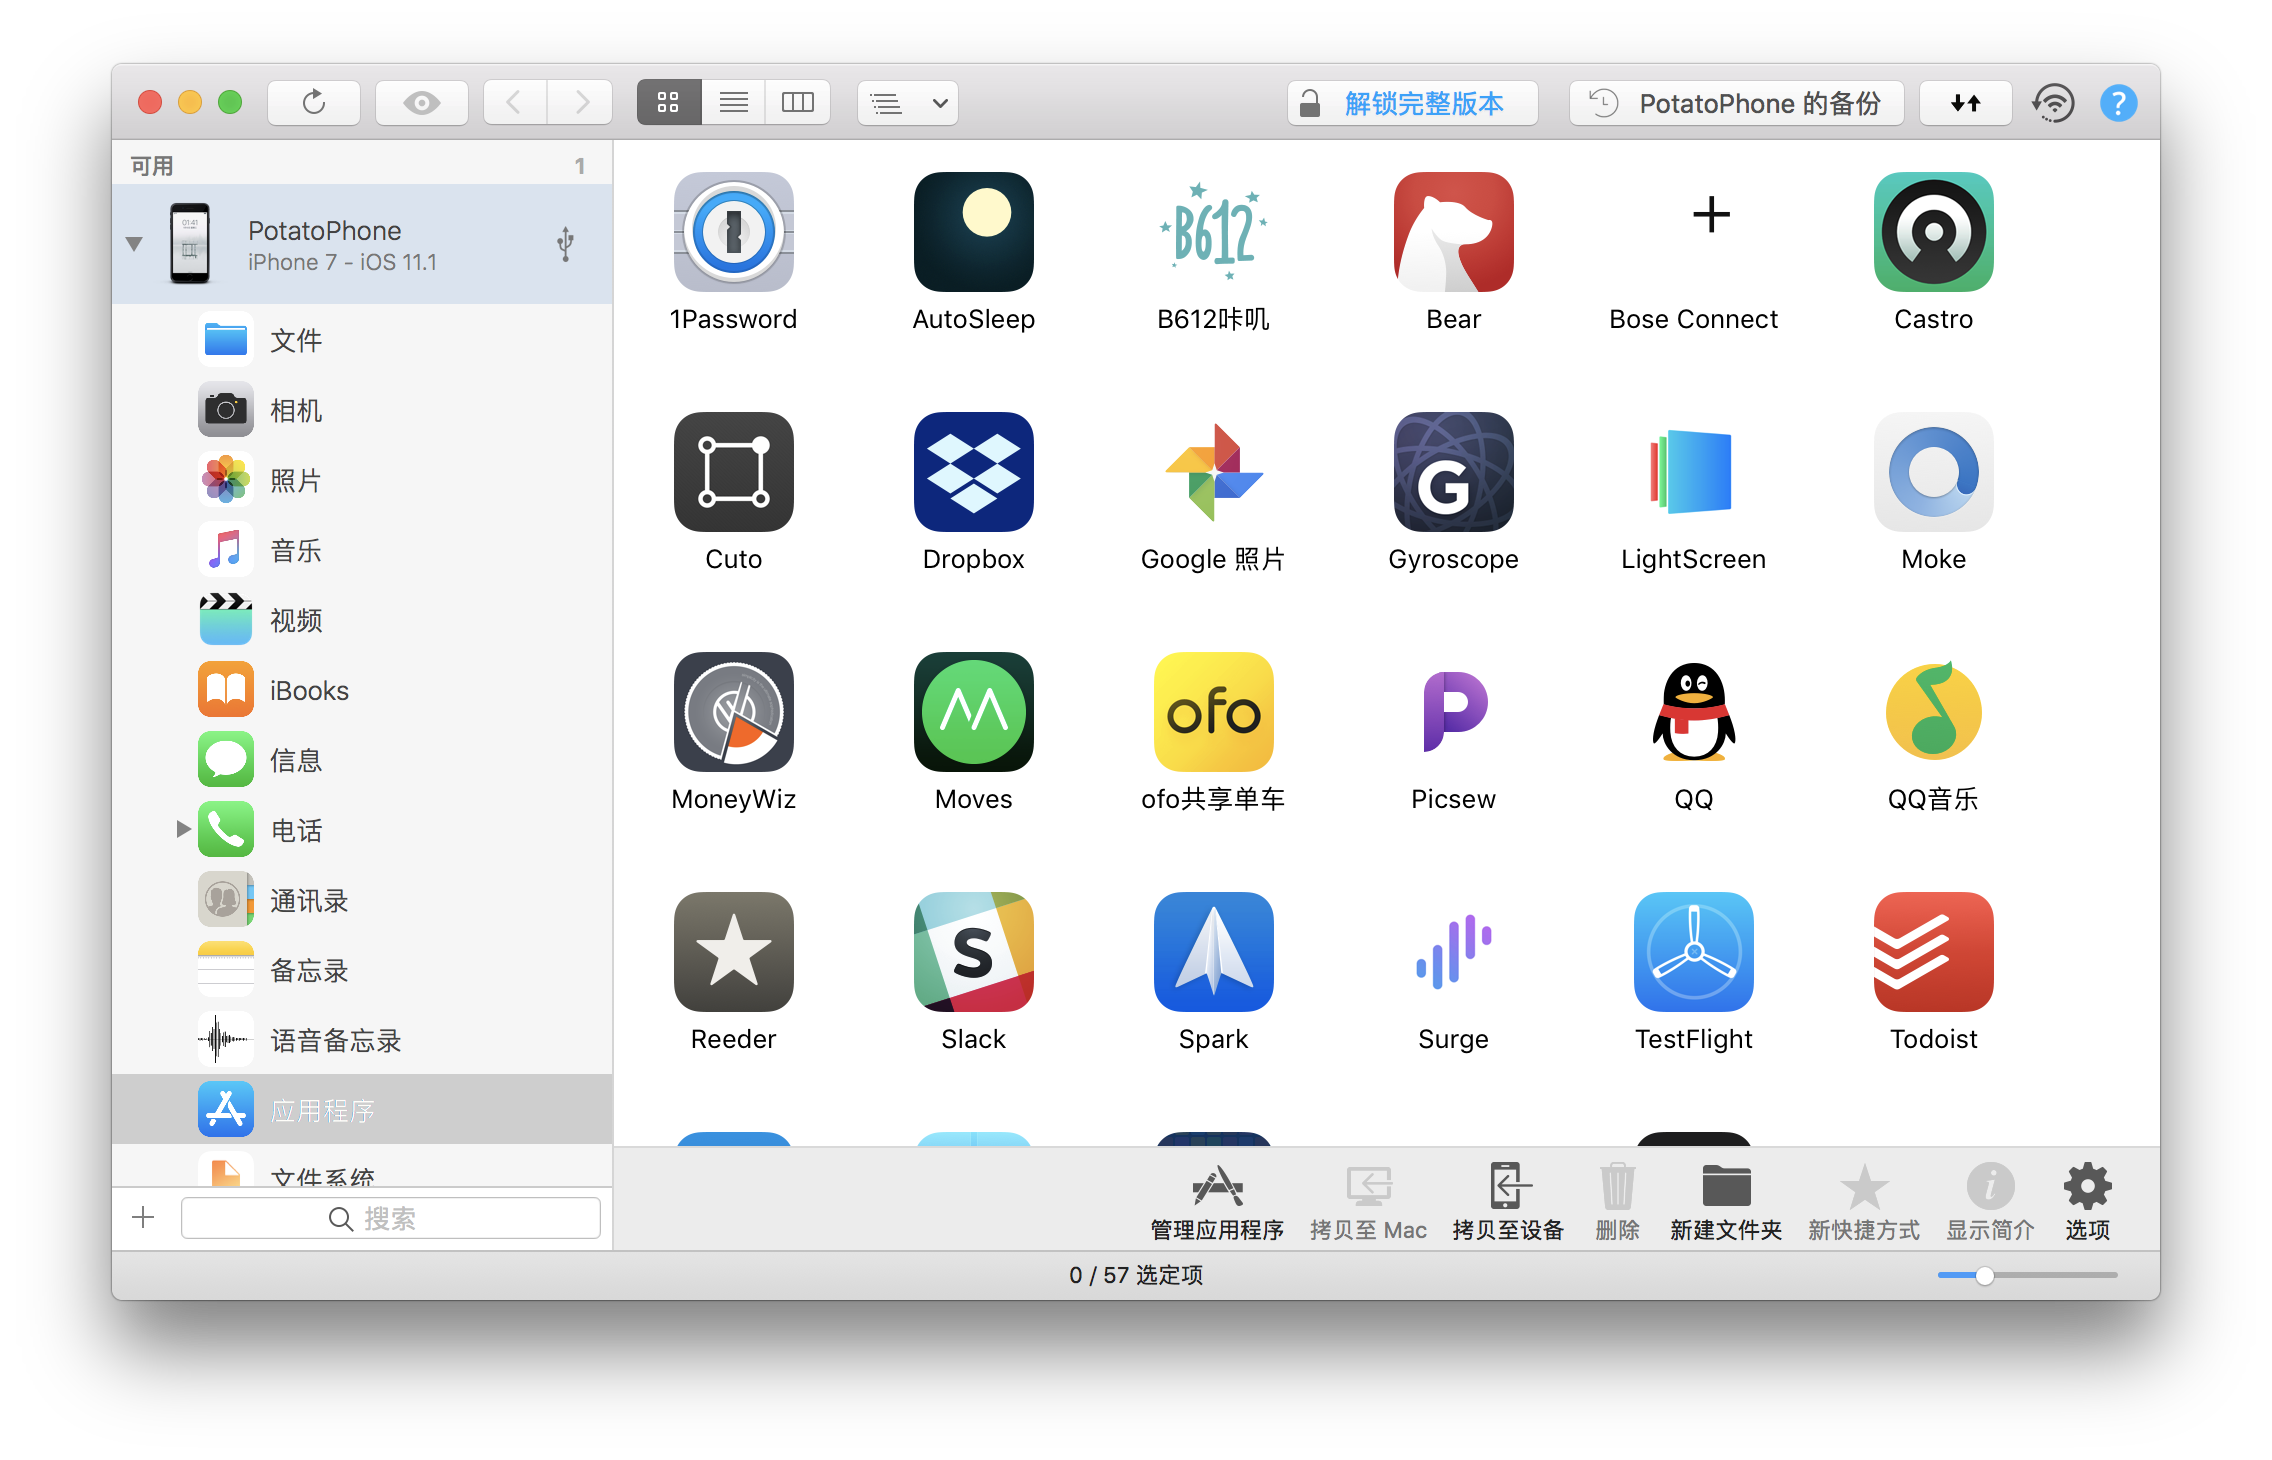 解锁完整版本
PotatoPhone 的备份
?
可用 1
PotatoPhone
iPhone 7 - iOS 11.1
文件
相机
照片
音乐
视频
iBooks
信息
电话
通讯录
备忘录
语音备忘录
应用程序
文件系统
搜索
B612
1Password AutoSleep B612咔叽 Bear Bose Connect Castro
G
Cuto Dropbox Google 照片 Gyroscope LightScreen Moke
ofo
MoneyWiz Moves ofo共享单车 Picsew QQ QQ音乐
S
Reeder Slack Spark Surge TestFlight Todoist
管理应用程序 拷贝至 Mac 拷贝至设备 删除 新建文件夹 新快捷方式 显示简介 选项
0 / 57 选定项